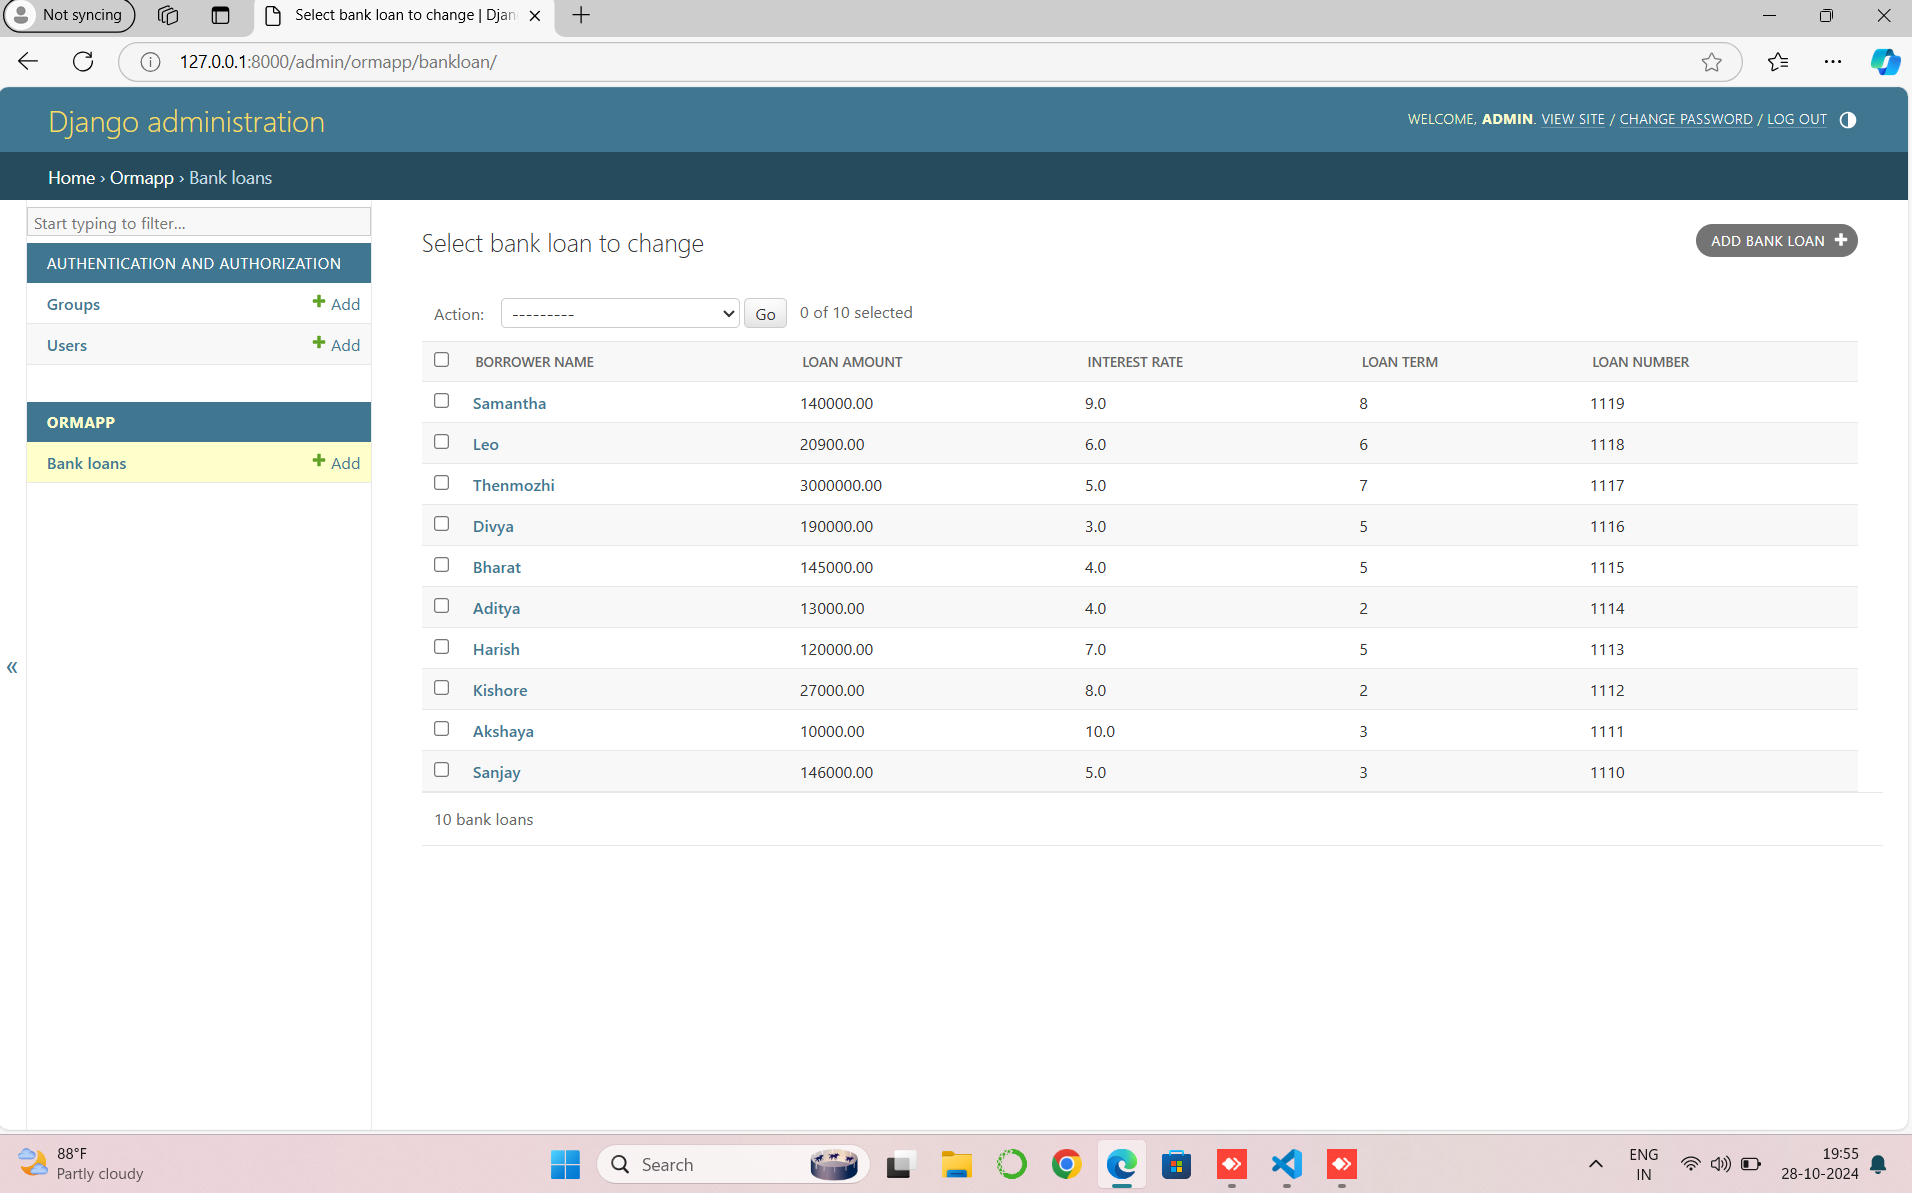 Not syncing
Select bank loan to change | Djan
127.0.0.1:8000/admin/ormapp/bankloan/
Django administration
WELCOME, ADMIN. VIEW SITE / CHANGE PASSWORD / LOG OUT
Home › Ormapp › Bank loans
Start typing to filter...
AUTHENTICATION AND AUTHORIZATION
Groups Add
Users Add
ORMAPP
Bank loans Add
«
Select bank loan to change
ADD BANK LOAN
Action: --------- Go 0 of 10 selected
BORROWER NAME LOAN AMOUNT INTEREST RATE LOAN TERM LOAN NUMBER
Samantha 140000.00 9.0 8 1119
Leo 20900.00 6.0 6 1118
Thenmozhi 3000000.00 5.0 7 1117
Divya 190000.00 3.0 5 1116
Bharat 145000.00 4.0 5 1115
Aditya 13000.00 4.0 2 1114
Harish 120000.00 7.0 5 1113
Kishore 27000.00 8.0 2 1112
Akshaya 10000.00 10.0 3 1111
Sanjay 146000.00 5.0 3 1110
10 bank loans
88°F
Partly cloudy
Search
ENG
IN
19:55
28-10-2024